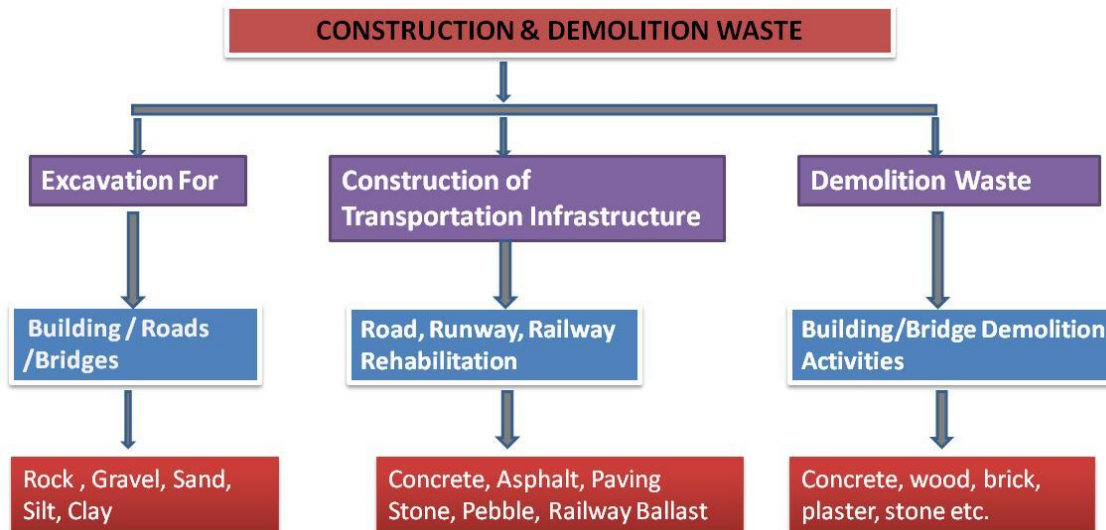 CONSTRUCTION & DEMOLITION WASTE
Excavation For
Construction of
Transportation Infrastructure
Demolition Waste
Building / Roads
/Bridges
Road, Runway, Railway
Rehabilitation
Building/Bridge Demolition
Activities
Rock , Gravel, Sand,
Silt, Clay
Concrete, Asphalt, Paving
Stone, Pebble, Railway Ballast
Concrete, wood, brick,
plaster, stone etc.